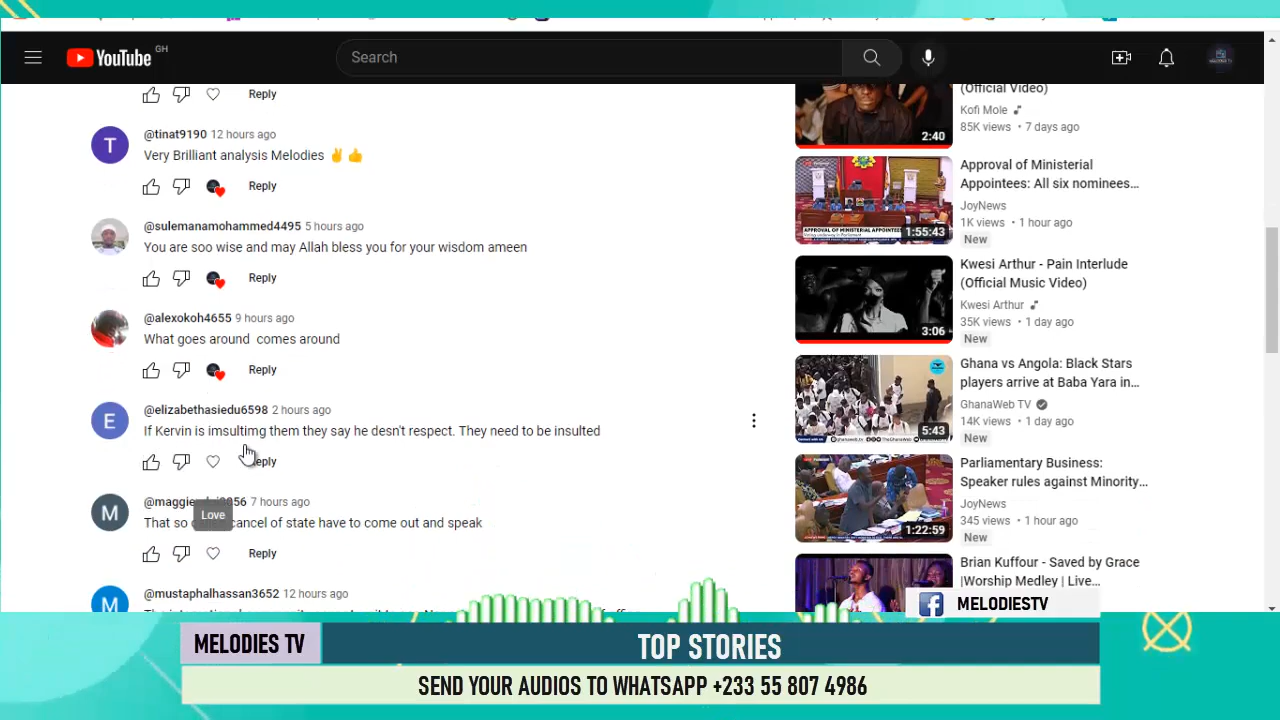 YouTube GH
Search
Reply
@tinat9190 12 hours ago
Very Brilliant analysis Melodies ✌️👍
Reply
@sulemanamohammed4495 5 hours ago
You are soo wise and may Allah bless you for your wisdom ameen
Reply
@alexokoh4655 9 hours ago
What goes around comes around
Reply
@elizabethasiedu6598 2 hours ago
If Kervin is imsulting them they say he desn't respect. They need to be insulted
7 hours ago
Love
That so cancel of state have to come out and speak
Reply
@mustaphalhassan3652 12 hours ago
(Official Video)
Kofi Mole
85K views • 7 days ago
2:40
Approval of Ministerial
Appointees: All six nominees...
JoyNews
1K views • 1 hour ago
New
1:55:43
APPROVAL OF MINISTERIAL APPOINTEES
Kwesi Arthur - Pain Interlude
(Official Music Video)
Kwesi Arthur
35K views • 1 day ago
New
3:06
Ghana vs Angola: Black Stars
players arrive at Baba Yara in...
GhanaWeb TV
14K views • 1 day ago
New
5:43
Parliamentary Business:
Speaker rules against Minority...
JoyNews
345 views • 1 hour ago
New
1:22:59
Brian Kuffour - Saved by Grace
|Worship Medley | Live...
MELODIESTV
MELODIES TV
TOP STORIES
SEND YOUR AUDIOS TO WHATSAPP +233 55 807 4986